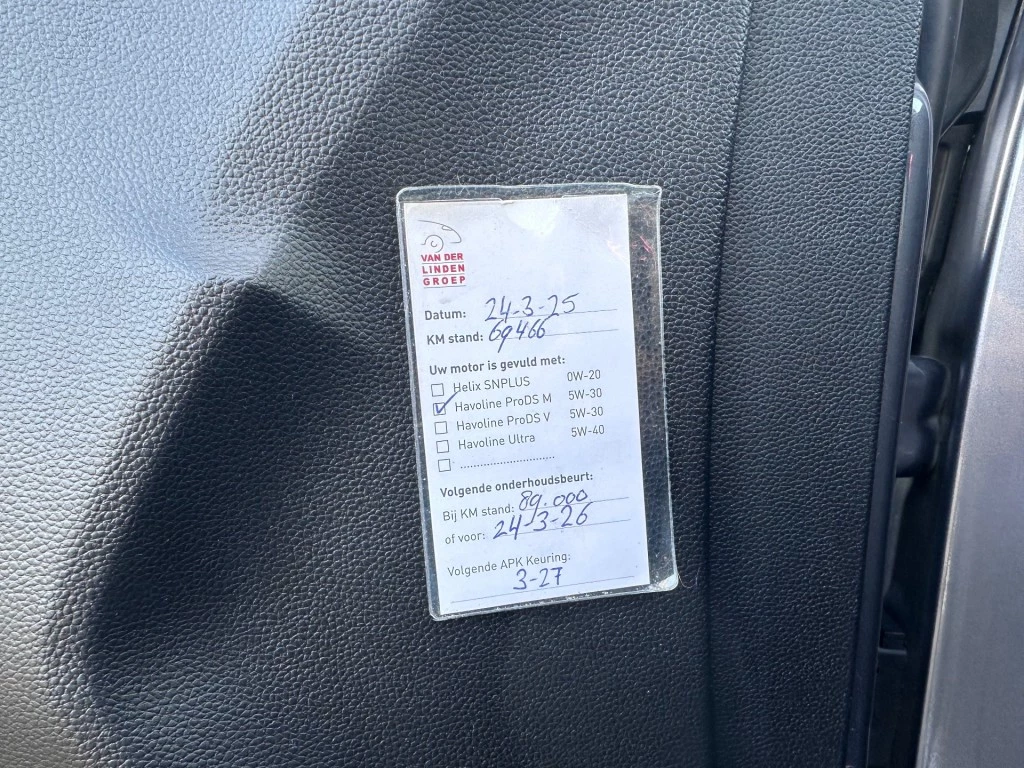 VAN DER
LINDEN
GROEP
Datum: 24-3-25
KM stand: 69466
Uw motor is gevuld met:
Helix SNPLUS 0W-20
Havoline ProDS M 5W-30
Havoline ProDS V 5W-30
Havoline Ultra 5W-40
..............................
Volgende onderhoudsbeurt:
Bij KM stand: 89.000
of voor: 24-3-26
Volgende APK Keuring:
3-27